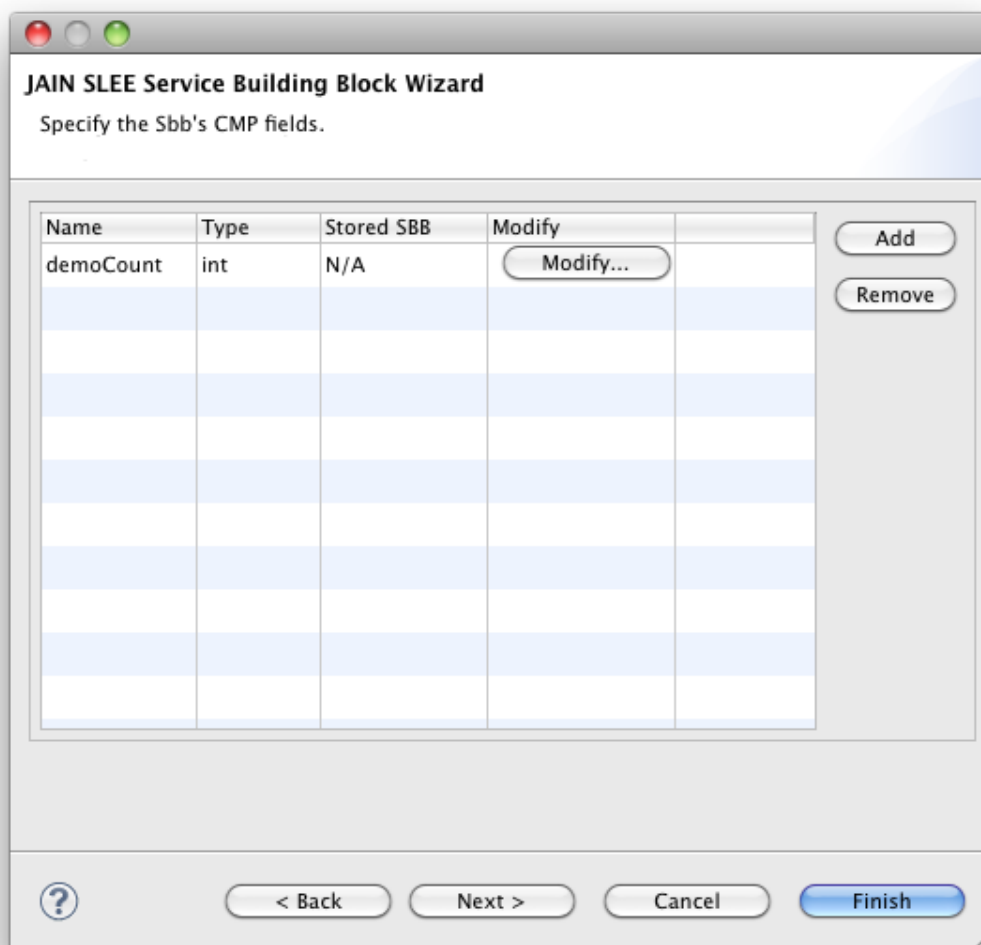 JAIN SLEE Service Building Block Wizard
Specify the Sbb's CMP fields.
Name Type Stored SBB Modify
demoCount int N/A Modify...
Add
Remove
?
< Back Next > Cancel Finish